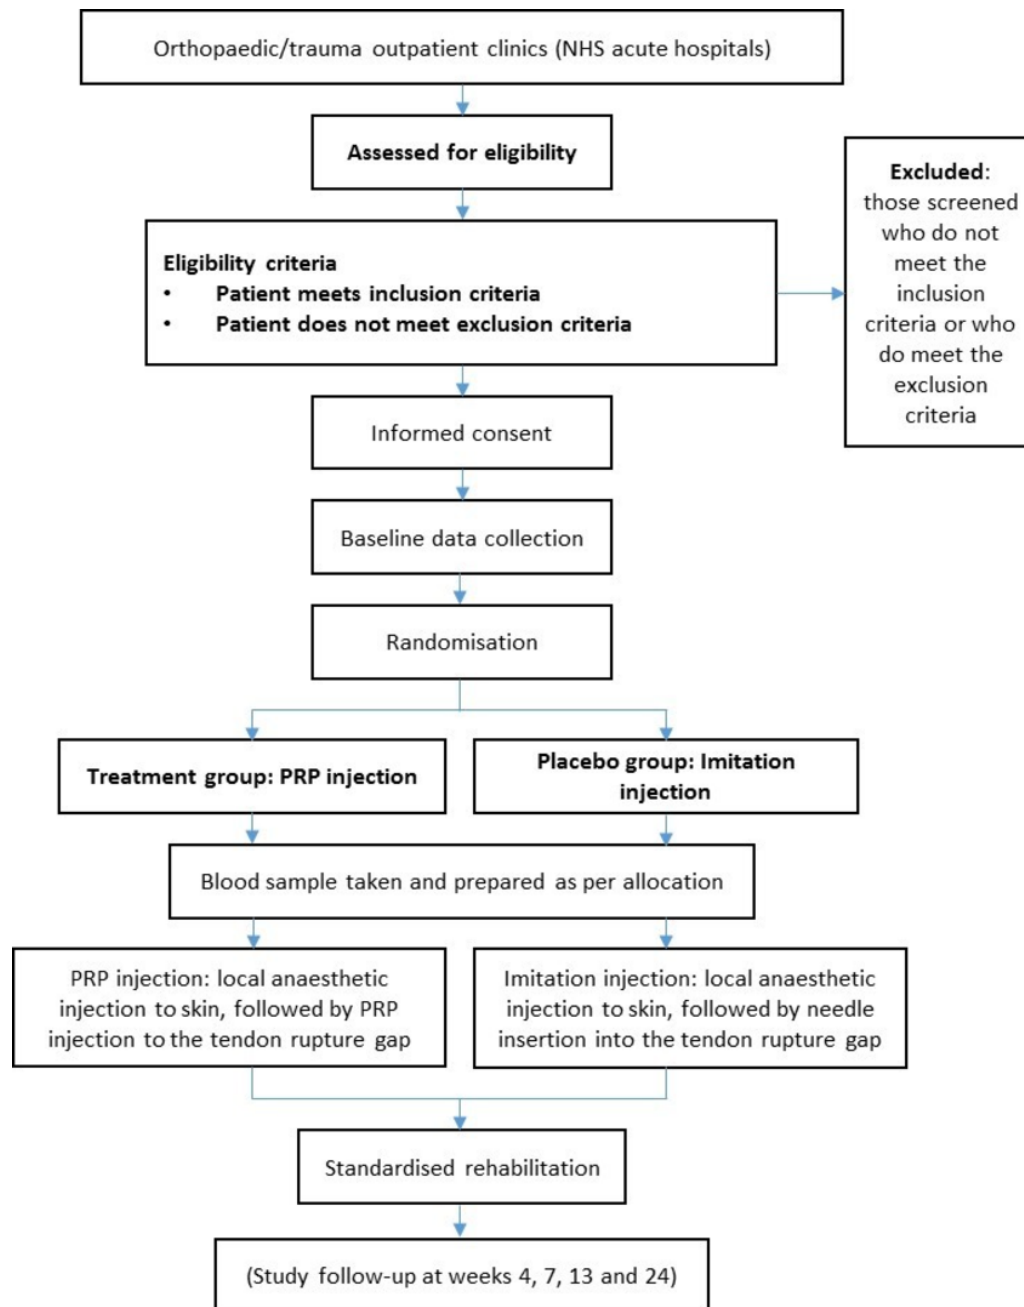 Orthopaedic/trauma outpatient clinics (NHS acute hospitals)
Assessed for eligibility
Eligibility criteria
• Patient meets inclusion criteria
• Patient does not meet exclusion criteria
Excluded:
those screened
who do not
meet the
inclusion
criteria or who
do meet the
exclusion
criteria
Informed consent
Baseline data collection
Randomisation
Treatment group: PRP injection
Placebo group: Imitation
injection
Blood sample taken and prepared as per allocation
PRP injection: local anaesthetic
injection to skin, followed by PRP
injection to the tendon rupture gap
Imitation injection: local anaesthetic
injection to skin, followed by needle
insertion into the tendon rupture gap
Standardised rehabilitation
(Study follow-up at weeks 4, 7, 13 and 24)